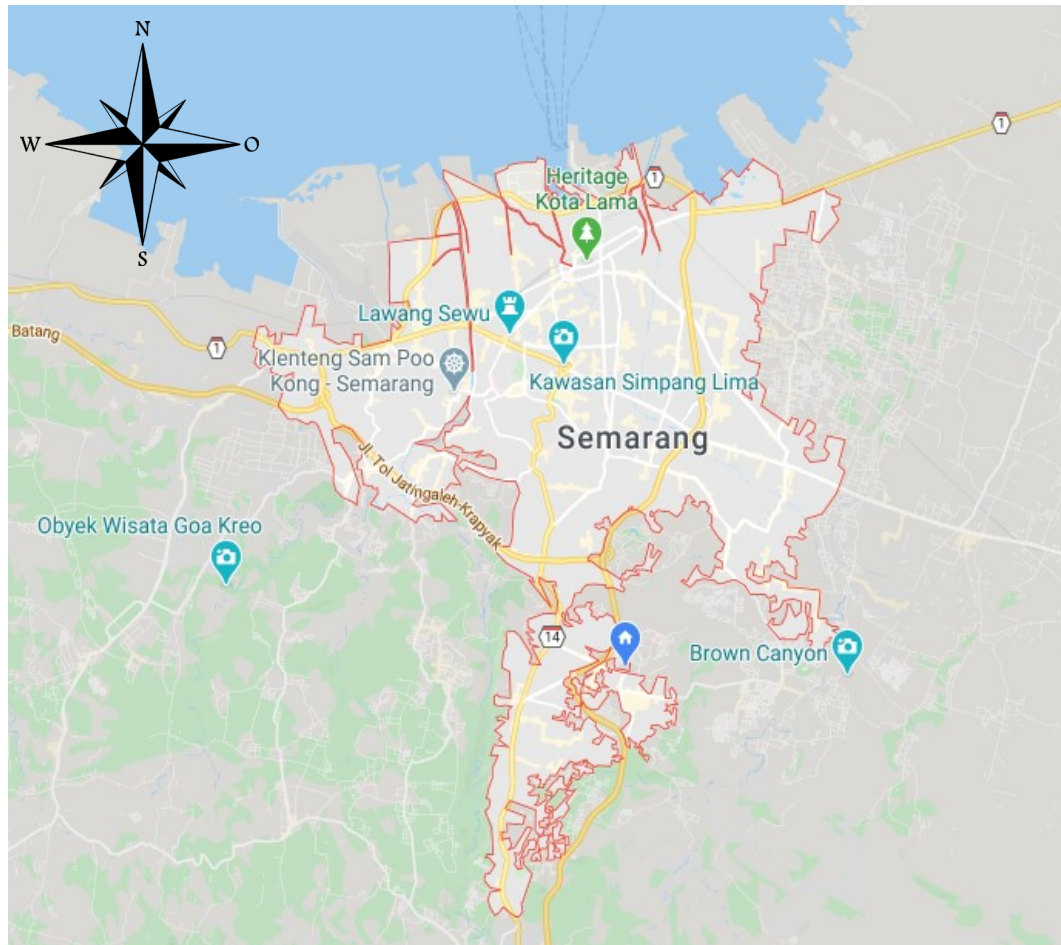 N
W
O
S
1
1
Heritage
Kota Lama
Lawang Sewu
Batang
1
Klenteng Sam Poo
Kong - Semarang
Kawasan Simpang Lima
Semarang
Jl. Tol Jatingaleh-Krapyak
Obyek Wisata Goa Kreo
14
Brown Canyon